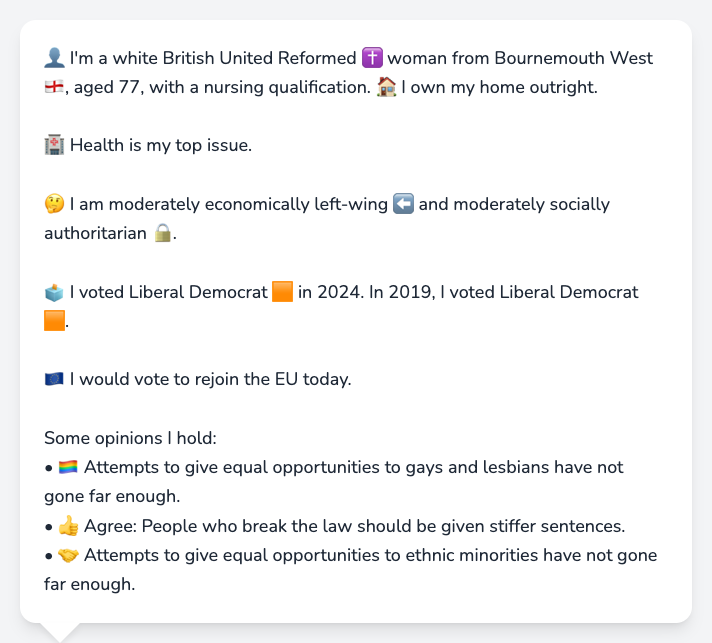 👤 I'm a white British United Reformed ✝️ woman from Bournemouth West
🏴󠁧󠁢󠁥󠁮󠁧󠁿, aged 77, with a nursing qualification. 🏠 I own my home outright.
🏥 Health is my top issue.
🤔 I am moderately economically left-wing ⬅️ and moderately socially
authoritarian 🔒.
🗳️ I voted Liberal Democrat 🟧 in 2024. In 2019, I voted Liberal Democrat
🟧.
🇪🇺 I would vote to rejoin the EU today.
Some opinions I hold:
• 🏳️‍🌈 Attempts to give equal opportunities to gays and lesbians have not
gone far enough.
• 👍 Agree: People who break the law should be given stiffer sentences.
• 🤝 Attempts to give equal opportunities to ethnic minorities have not gone
far enough.